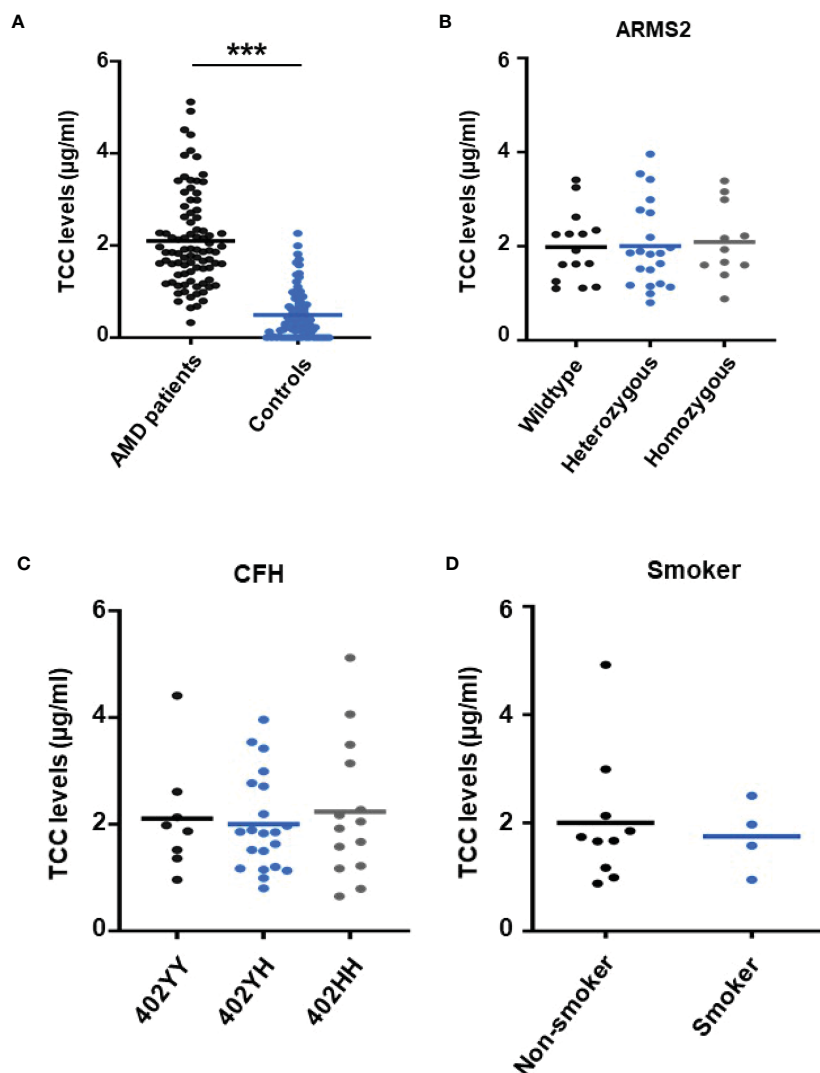 A
***
TCC levels (µg/ml)
6
4
2
0
AMD patients
Controls
B
ARMS2
TCC levels (µg/ml)
6
4
2
0
Wildtype
Heterozygous
Homozygous
C
CFH
TCC levels (µg/ml)
6
4
2
0
402YY
402YH
402HH
D
Smoker
TCC levels (µg/ml)
6
4
2
0
Non-smoker
Smoker